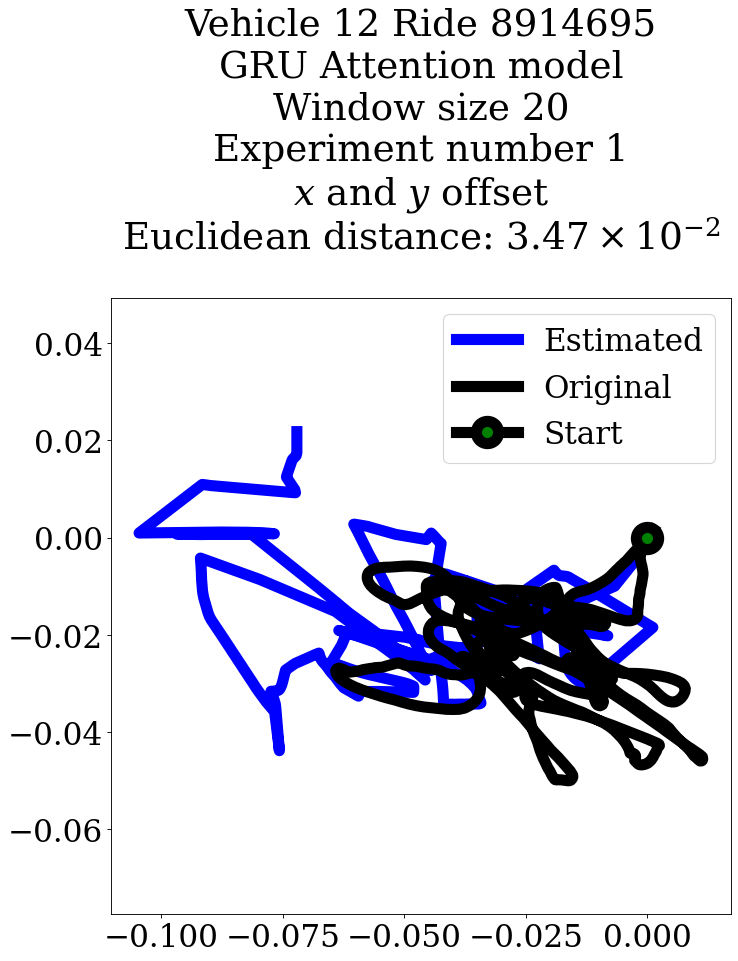 Vehicle 12 Ride 8914695
GRU Attention model
Window size 20
Experiment number 1
x and y offset
Euclidean distance: 3.47 × 10⁻²
Estimated
Original
Start
0.04
0.02
0.00
−0.02
−0.04
−0.06
−0.100 −0.075 −0.050 −0.025 0.000